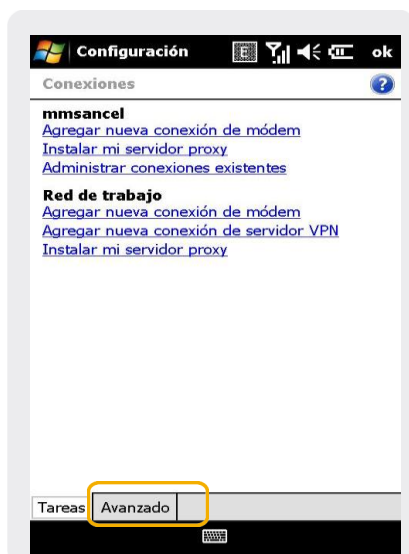 Configuración
E
ok
Conexiones
?
mmsancel
Agregar nueva conexión de módem
Instalar mi servidor proxy
Administrar conexiones existentes
Red de trabajo
Agregar nueva conexión de módem
Agregar nueva conexión de servidor VPN
Instalar mi servidor proxy
Tareas Avanzado